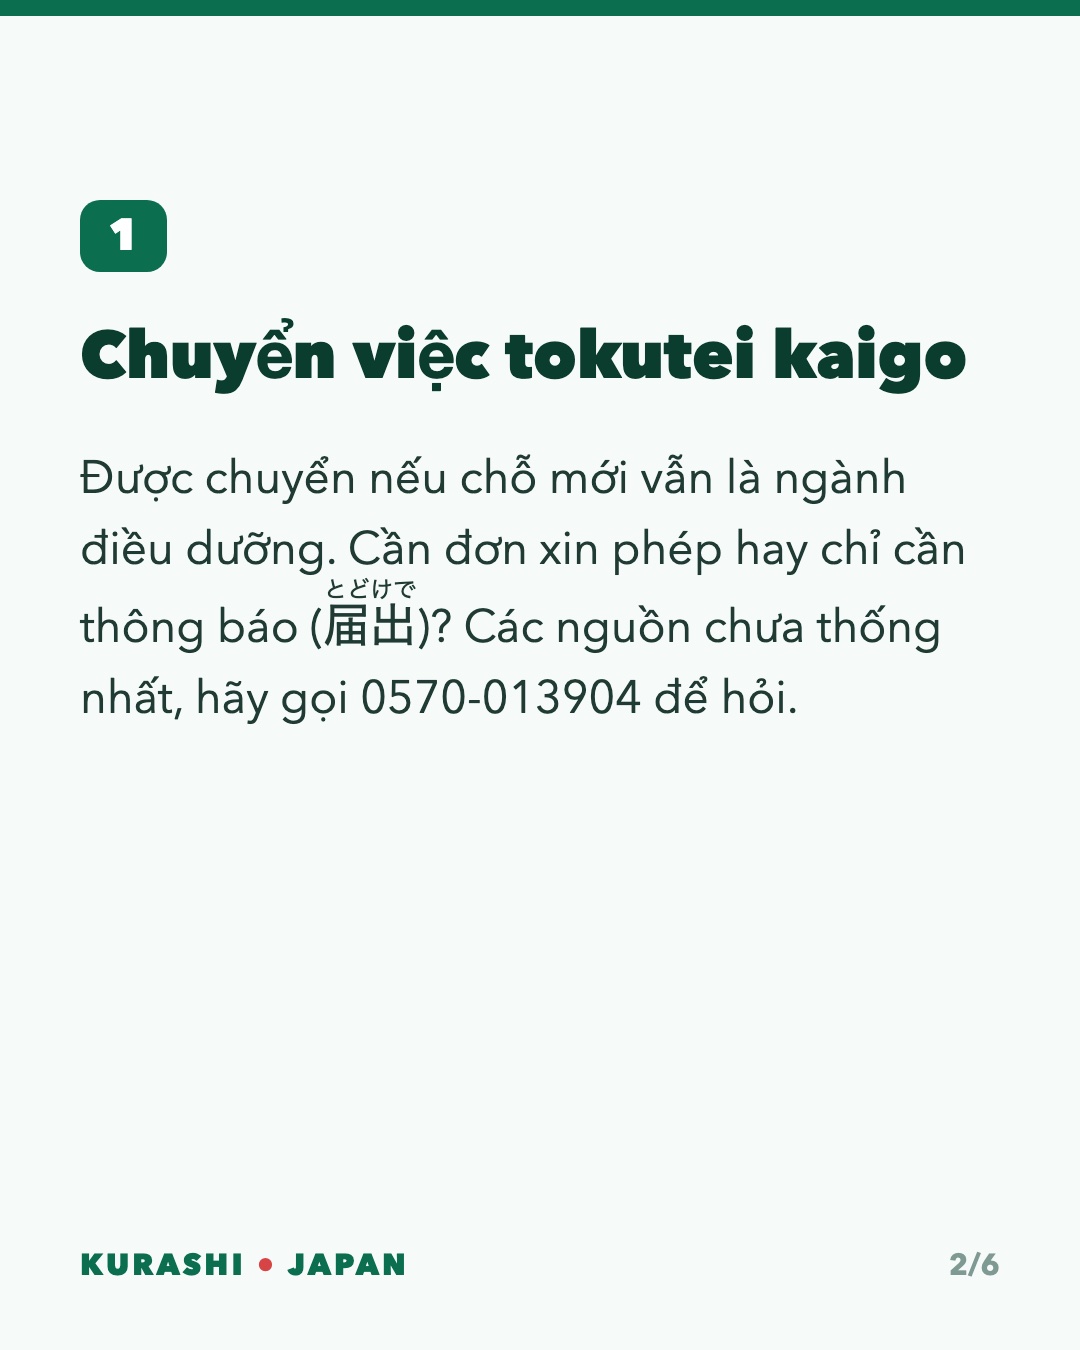 1
Chuyển việc tokutei kaigo
Được chuyển nếu chỗ mới vẫn là ngành
điều dưỡng. Cần đơn xin phép hay chỉ cần
とどけで
thông báo (届出)? Các nguồn chưa thống
nhất, hãy gọi 0570-013904 để hỏi.
KURASHI • JAPAN
2/6